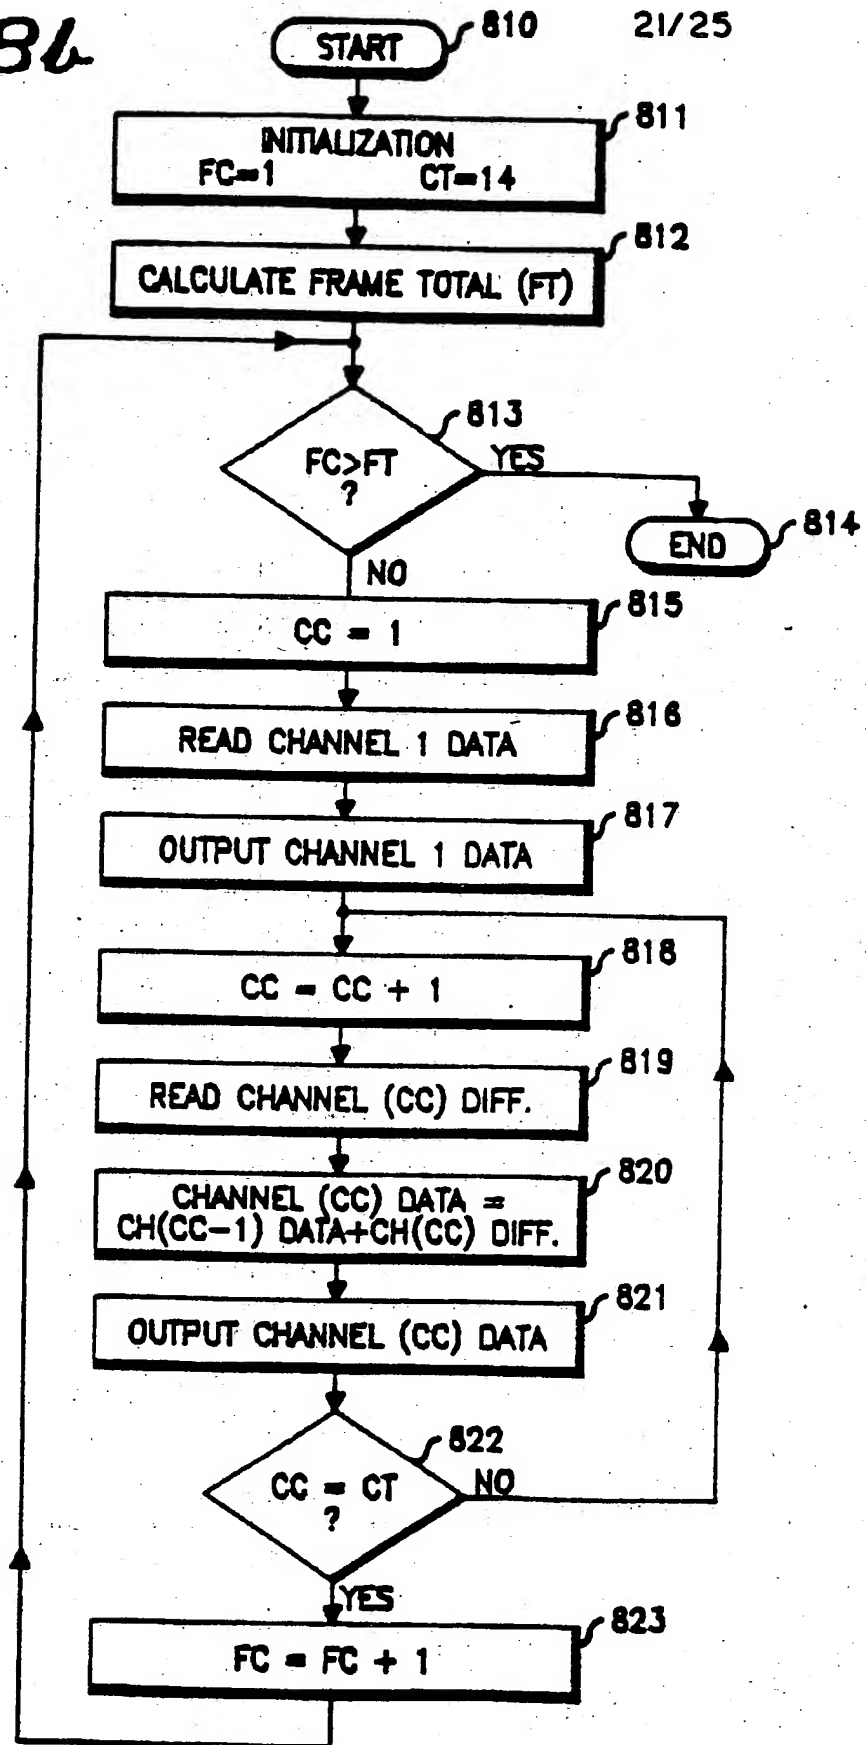 8b
START 810 21/25
INITIALIZATION 811
FC=1 CT=14
CALCULATE FRAME TOTAL (FT) 812
813
FC>FT YES
?
END 814
NO
CC = 1 815
READ CHANNEL 1 DATA 816
OUTPUT CHANNEL 1 DATA 817
CC = CC + 1 818
READ CHANNEL (CC) DIFF. 819
CHANNEL (CC) DATA = 820
CH(CC-1) DATA+CH(CC) DIFF.
OUTPUT CHANNEL (CC) DATA 821
822
CC = CT NO
?
YES
FC = FC + 1 823